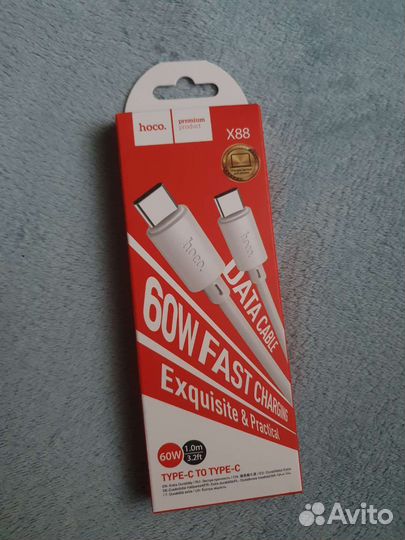 hoco. premium product
X88
hoco.
hoco.
DATA CABLE
60W FAST CHARGING
Exquisite & Practical
60W 1.0m 3.2ft
TYPE-C TO TYPE-C
Avito